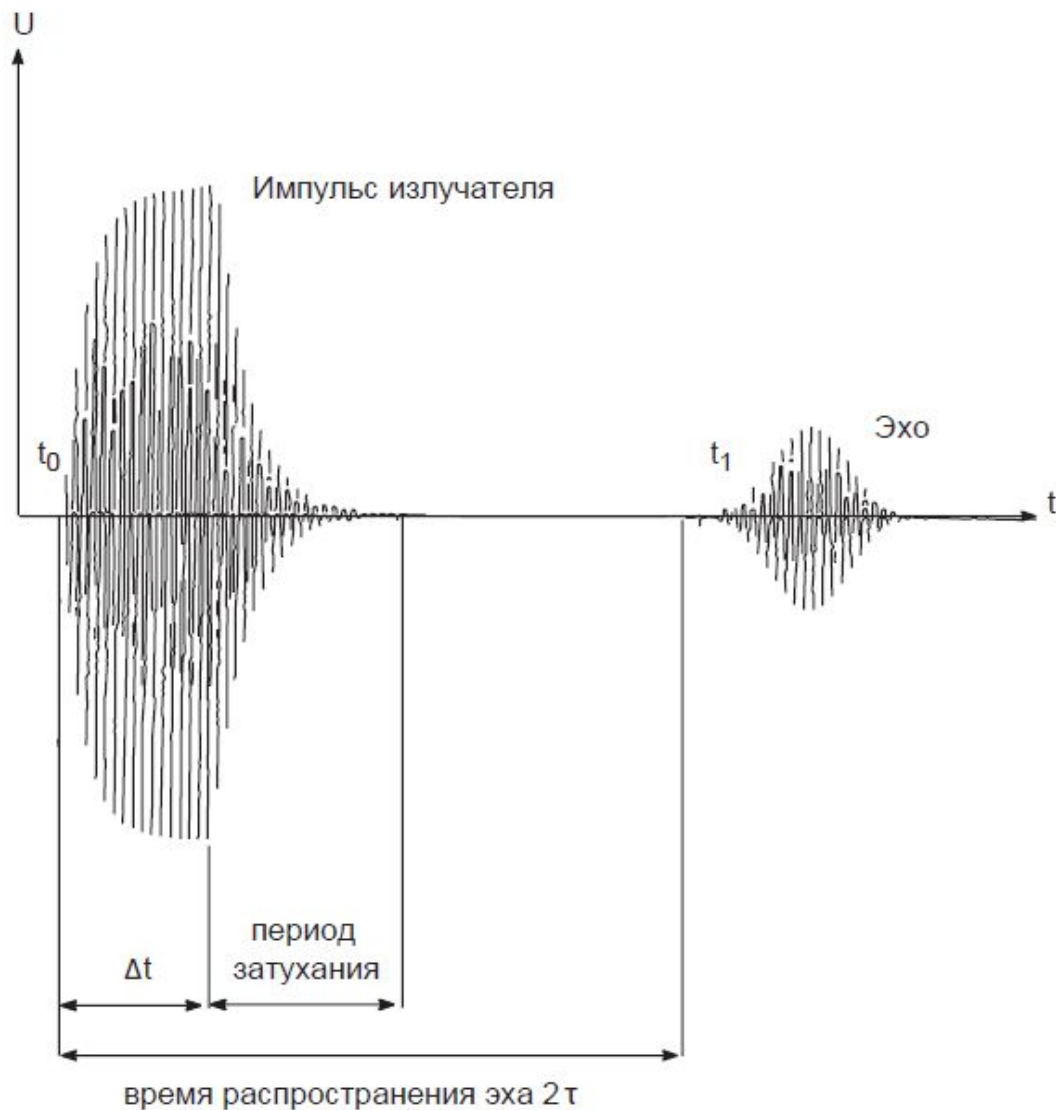 U
Импульс излучателя
t₀
t₁
Эхо
t
Δt
период
затухания
время распространения эха 2τ